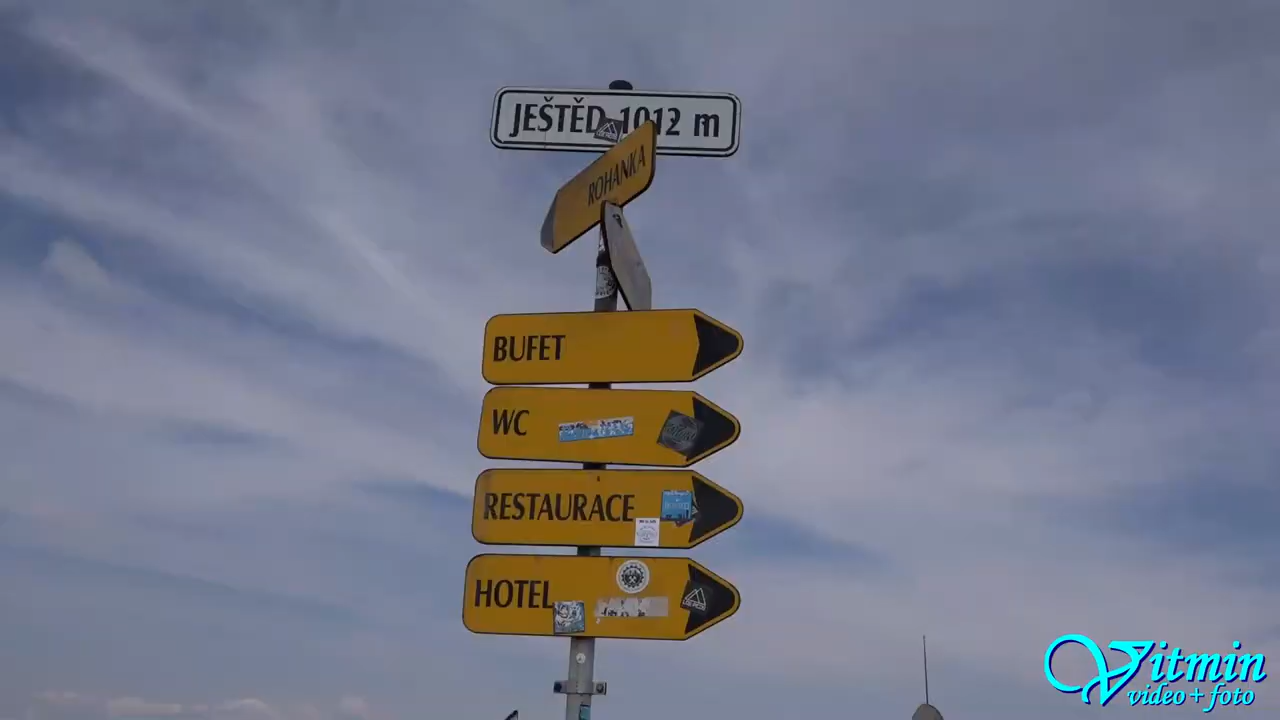 JEŠTĚD 1012 m
ROHANKA
BUFET
WC
RESTAURACE
HOTEL
Vitmin
video + foto